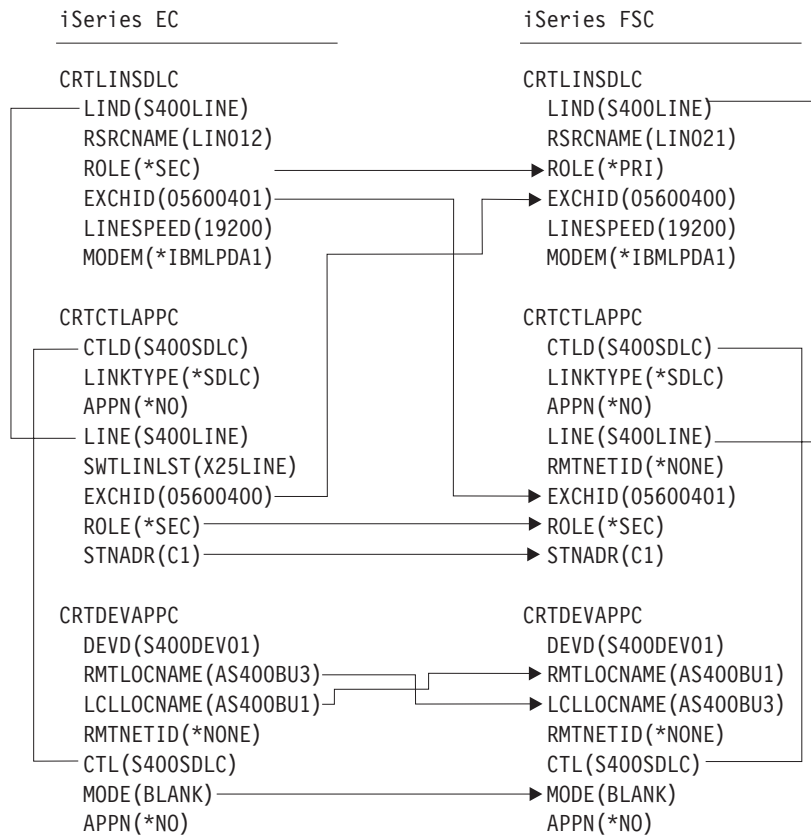 iSeries EC
iSeries FSC
CRTLINSDLC
LIND(S400LINE)
RSRCNAME(LIN012)
ROLE(*SEC)
EXCHID(05600401)
LINESPEED(19200)
MODEM(*IBMLPDA1)
CRTLINSDLC
LIND(S400LINE)
RSRCNAME(LIN021)
ROLE(*PRI)
EXCHID(05600400)
LINESPEED(19200)
MODEM(*IBMLPDA1)
CRTCTLAPPC
CTLD(S400SDLC)
LINKTYPE(*SDLC)
APPN(*NO)
LINE(S400LINE)
SWTLINLST(X25LINE)
EXCHID(05600400)
ROLE(*SEC)
STNADR(C1)
CRTCTLAPPC
CTLD(S400SDLC)
LINKTYPE(*SDLC)
APPN(*NO)
LINE(S400LINE)
RMTNETID(*NONE)
EXCHID(05600401)
ROLE(*SEC)
STNADR(C1)
CRTDEVAPPC
DEVD(S400DEV01)
RMTLOCNAME(AS400BU3)
LCLLOCNAME(AS400BU1)
RMTNETID(*NONE)
CTL(S400SDLC)
MODE(BLANK)
APPN(*NO)
CRTDEVAPPC
DEVD(S400DEV01)
RMTLOCNAME(AS400BU1)
LCLLOCNAME(AS400BU3)
RMTNETID(*NONE)
CTL(S400SDLC)
MODE(BLANK)
APPN(*NO)